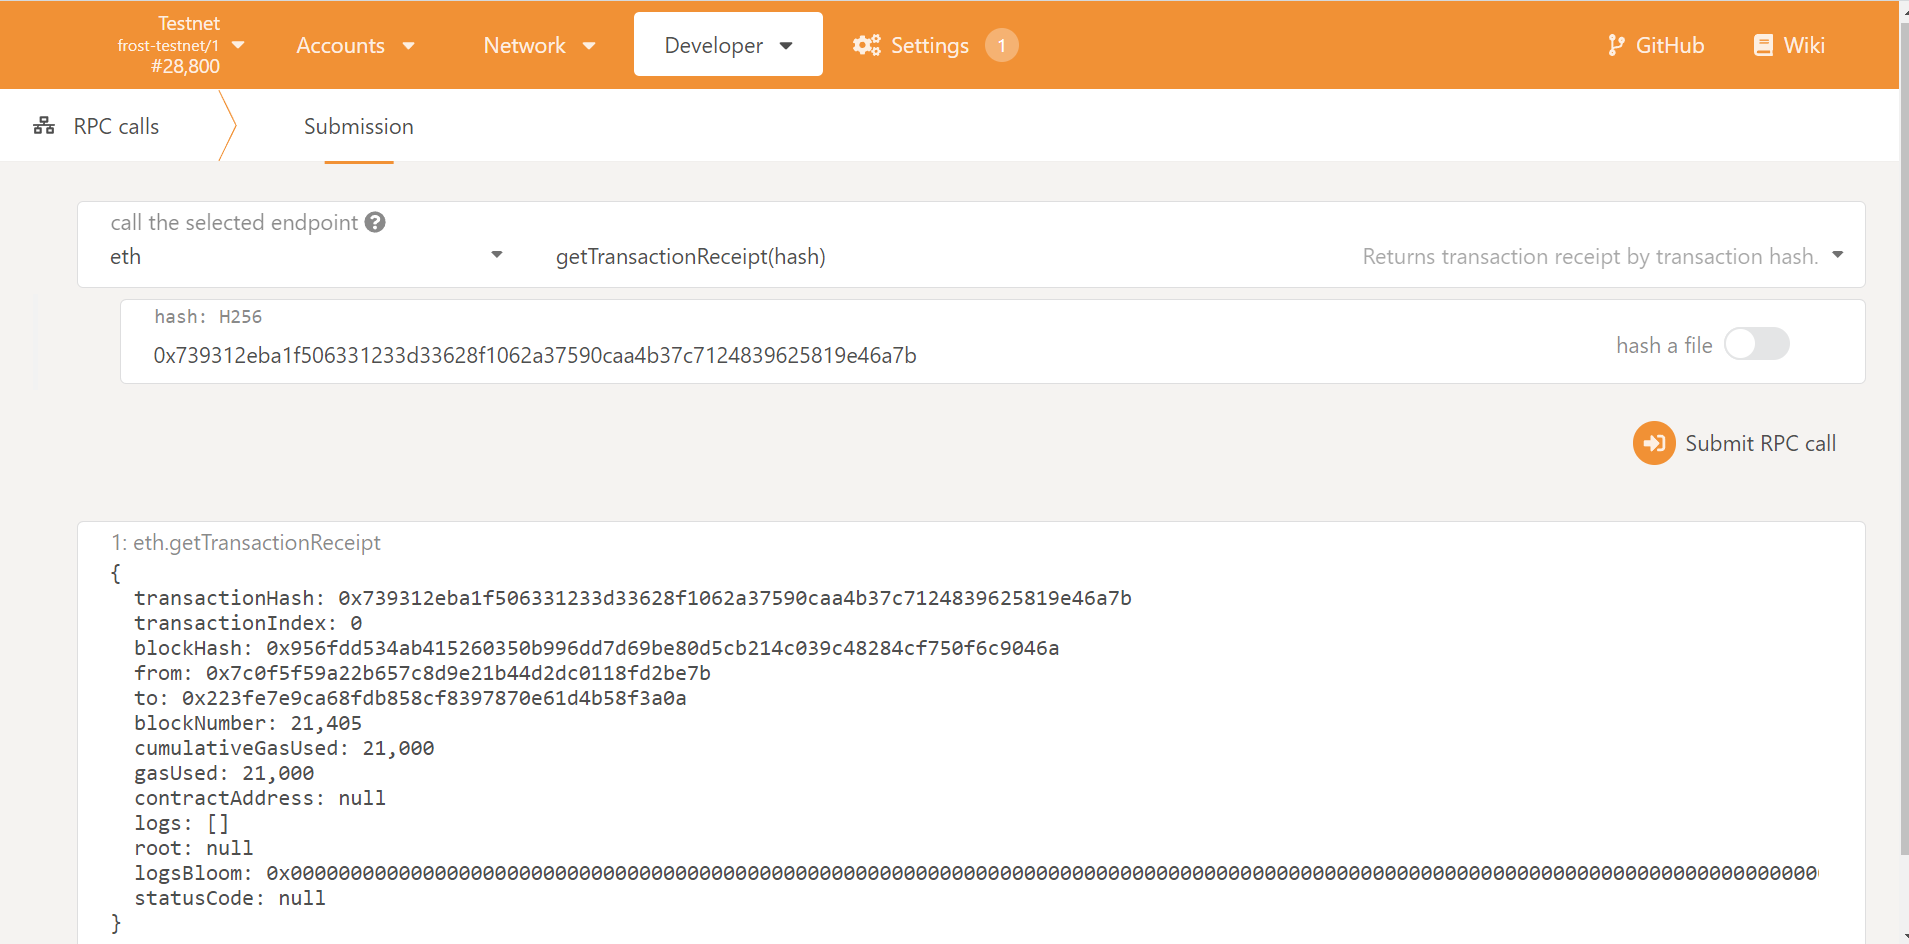 Testnet
frost-testnet/1
#28,800
Accounts
Network
Developer
Settings
1
GitHub
Wiki
RPC calls
Submission
call the selected endpoint ?
eth
getTransactionReceipt(hash)
Returns transaction receipt by transaction hash.
hash: H256
0x739312eba1f506331233d33628f1062a37590caa4b37c7124839625819e46a7b
hash a file
Submit RPC call
1: eth.getTransactionReceipt
{
transactionHash: 0x739312eba1f506331233d33628f1062a37590caa4b37c7124839625819e46a7b
transactionIndex: 0
blockHash: 0x956fdd534ab415260350b996dd7d69be80d5cb214c039c48284cf750f6c9046a
from: 0x7c0f5f59a22b657c8d9e21b44d2dc0118fd2be7b
to: 0x223fe7e9ca68fdb858cf8397870e61d4b58f3a0a
blockNumber: 21,405
cumulativeGasUsed: 21,000
gasUsed: 21,000
contractAddress: null
logs: []
root: null
logsBloom: 0x0000000000000000000000000000000000000000000000000000000000000000000000000000000000000000000000000000000000000000000000000000000
statusCode: null
}